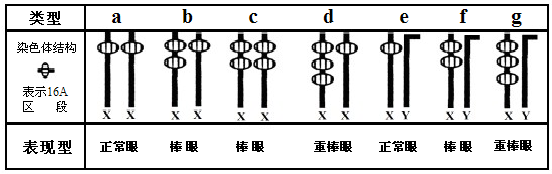 类型 a b c d e f g
染色体结构
表示16A
区 段
X X X X X X X X X Y X Y X Y
表现型 正常眼 棒眼 棒眼 重棒眼 正常眼 棒眼 重棒眼